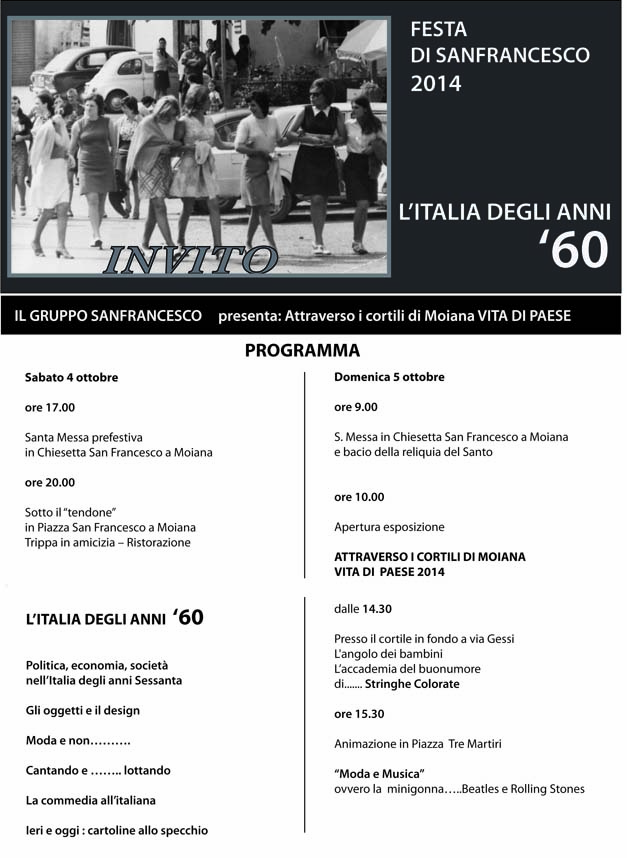 FESTA
DI SANFRANCESCO
2014
L'ITALIA DEGLI ANNI
‘60
INVITO
IL GRUPPO SANFRANCESCO presenta: Attraverso i cortili di Moiana VITA DI PAESE
PROGRAMMA
Sabato 4 ottobre
ore 17.00
Santa Messa prefestiva
in Chiesetta San Francesco a Moiana
ore 20.00
Sotto il “tendone”
in Piazza San Francesco a Moiana
Trippa in amicizia – Ristorazione
Domenica 5 ottobre
ore 9.00
S. Messa in Chiesetta San Francesco a Moiana
e bacio della reliquia del Santo
ore 10.00
Apertura esposizione
ATTRAVERSO I CORTILI DI MOIANA
VITA DI PAESE 2014
L'ITALIA DEGLI ANNI ‘60
Politica, economia, società
nell'Italia degli anni Sessanta
Gli oggetti e il design
Moda e non……….
Cantando e …….. lottando
La commedia all'italiana
Ieri e oggi : cartoline allo specchio
dalle 14.30
Presso il cortile in fondo a via Gessi
L'angolo dei bambini
L'accademia del buonumore
di....... Stringhe Colorate
ore 15.30
Animazione in Piazza Tre Martiri
“Moda e Musica”
ovvero la minigonna…..Beatles e Rolling Stones